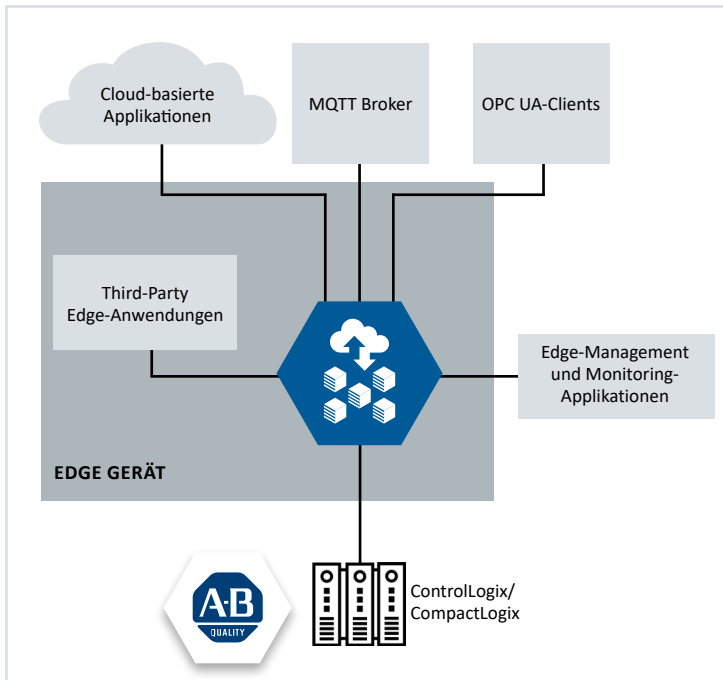 Cloud-basierte
Applikationen
MQTT Broker
OPC UA-Clients
Third-Party
Edge-Anwendungen
Edge-Management
und Monitoring-
Applikationen
EDGE GERÄT
A-B
QUALITY
ControlLogix/
CompactLogix